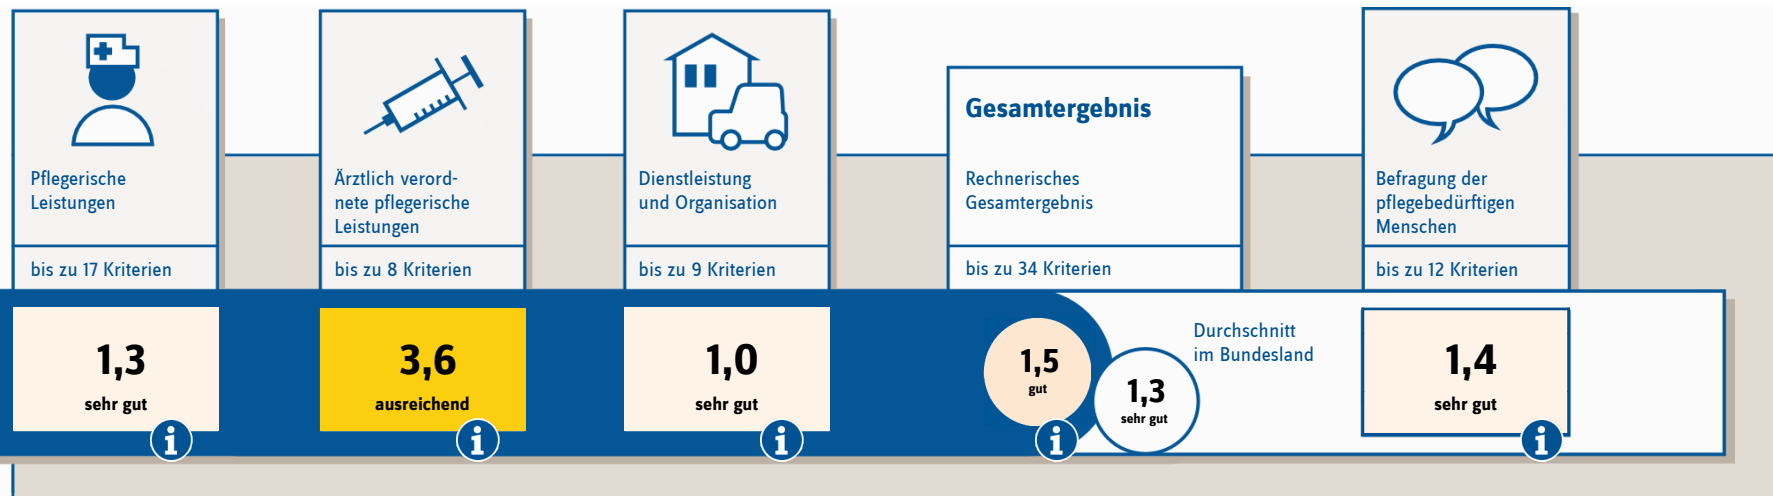 Pflegerische
Leistungen
bis zu 17 Kriterien
1,3
sehr gut
i
Ärztlich verord-
nete pflegerische
Leistungen
bis zu 8 Kriterien
3,6
ausreichend
i
Dienstleistung
und Organisation
bis zu 9 Kriterien
1,0
sehr gut
i
Gesamtergebnis
Rechnerisches
Gesamtergebnis
bis zu 34 Kriterien
1,5
gut
i
Durchschnitt
im Bundesland
1,3
sehr gut
Befragung der
pflegebedürftigen
Menschen
bis zu 12 Kriterien
1,4
sehr gut
i